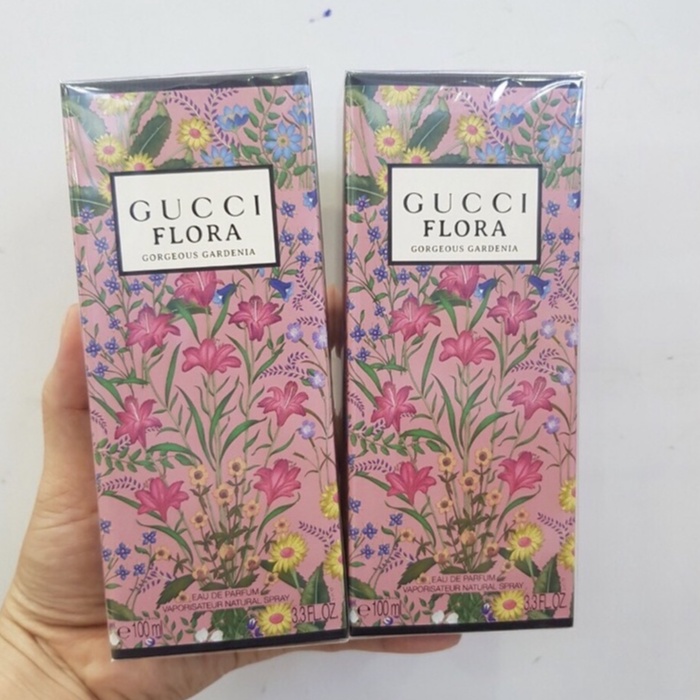 GUCCI
FLORA
GORGEOUS GARDENIA
EAU DE PARFUM
VAPORISATEUR NATURAL SPRAY
℮100 ml
3.3 FL. OZ.
GUCCI
FLORA
GORGEOUS GARDENIA
EAU DE PARFUM
VAPORISATEUR NATURAL SPRAY
℮100 ml
3.3 FL. OZ.